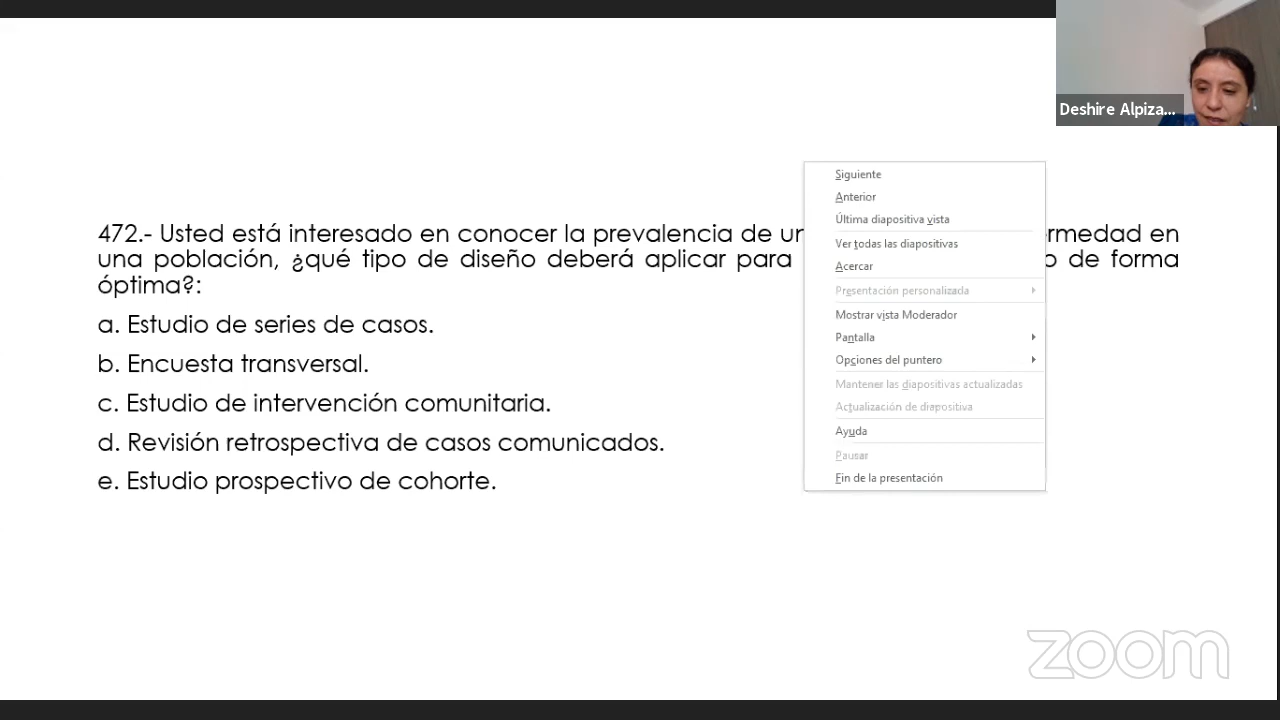 Deshire Alpiza...
472.- Usted está interesado en conocer la prevalencia de un ermedad en
una población, ¿qué tipo de diseño deberá aplicar para o de forma
óptima?:
a. Estudio de series de casos.
b. Encuesta transversal.
c. Estudio de intervención comunitaria.
d. Revisión retrospectiva de casos comunicados.
e. Estudio prospectivo de cohorte.
Siguiente
Anterior
Última diapositiva vista
Ver todas las diapositivas
Acercar
Presentación personalizada
Mostrar vista Moderador
Pantalla
Opciones del puntero
Mantener las diapositivas actualizadas
Actualización de diapositiva
Ayuda
Pausar
Fin de la presentación
zoom